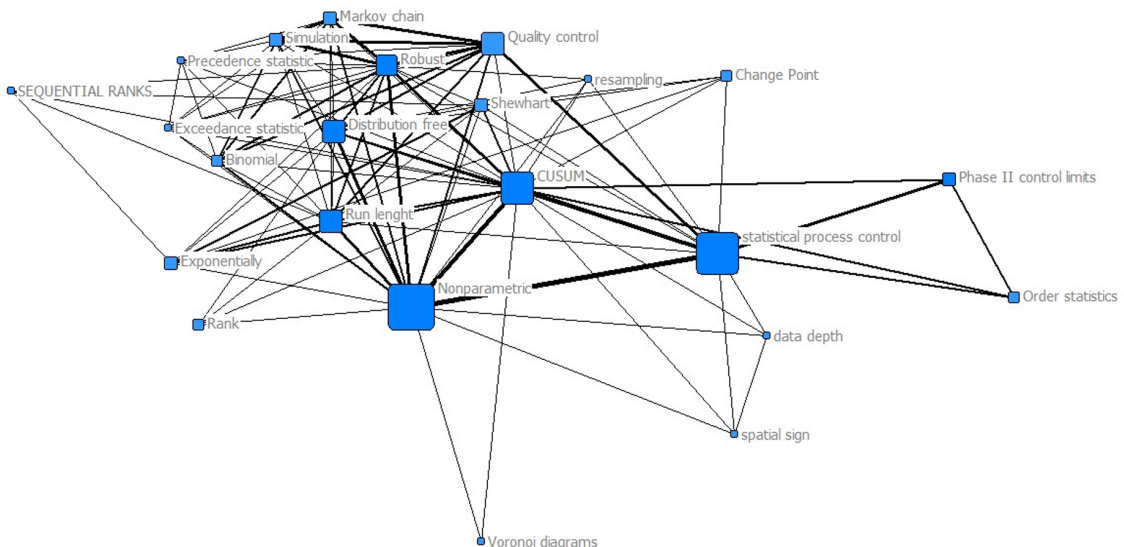 Markov chain
Simulation
Quality control
Precedence statistic
Robust
resampling
Change Point
SEQUENTIAL RANKS
Shewhart
Exceedance statistic
Distribution free
Binomial
CUSUM
Phase II control limits
Run lenght
statistical process control
Exponentially
Nonparametric
Order statistics
Rank
data depth
spatial sign
Voronoi diagrams